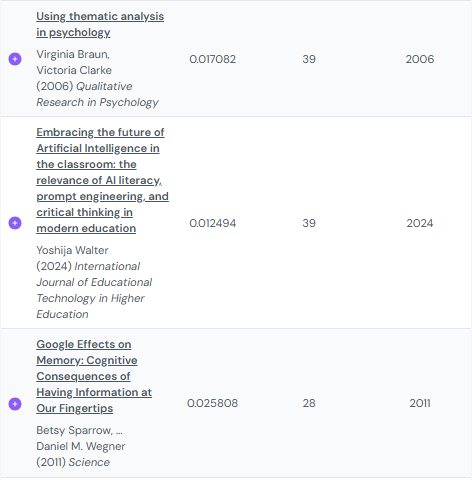 Using thematic analysis
in psychology
Virginia Braun,
Victoria Clarke
(2006) Qualitative
Research in Psychology
0.017082
39
2006
Embracing the future of
Artificial Intelligence in
the classroom: the
relevance of AI literacy,
prompt engineering, and
critical thinking in
modern education
Yoshija Walter
(2024) International
Journal of Educational
Technology in Higher
Education
0.012494
39
2024
Google Effects on
Memory: Cognitive
Consequences of
Having Information at
Our Fingertips
Betsy Sparrow, ...
Daniel M. Wegner
(2011) Science
0.025808
28
2011